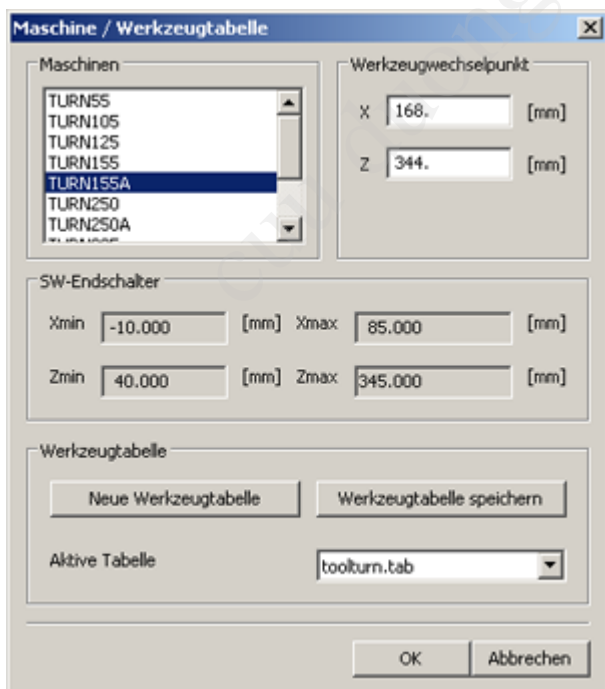 Maschine / Werkzeugtabelle
Maschinen
TURN55
TURN105
TURN125
TURN155
TURN155A
TURN250
TURN250A
Werkzeugwechselpunkt
X 168. [mm]
Z 344. [mm]
SW-Endschalter
Xmin -10.000 [mm] Xmax 85.000 [mm]
Zmin 40.000 [mm] Zmax 345.000 [mm]
Werkzeugtabelle
Neue Werkzeugtabelle Werkzeugtabelle speichern
Aktive Tabelle toolturn.tab
OK Abbrechen